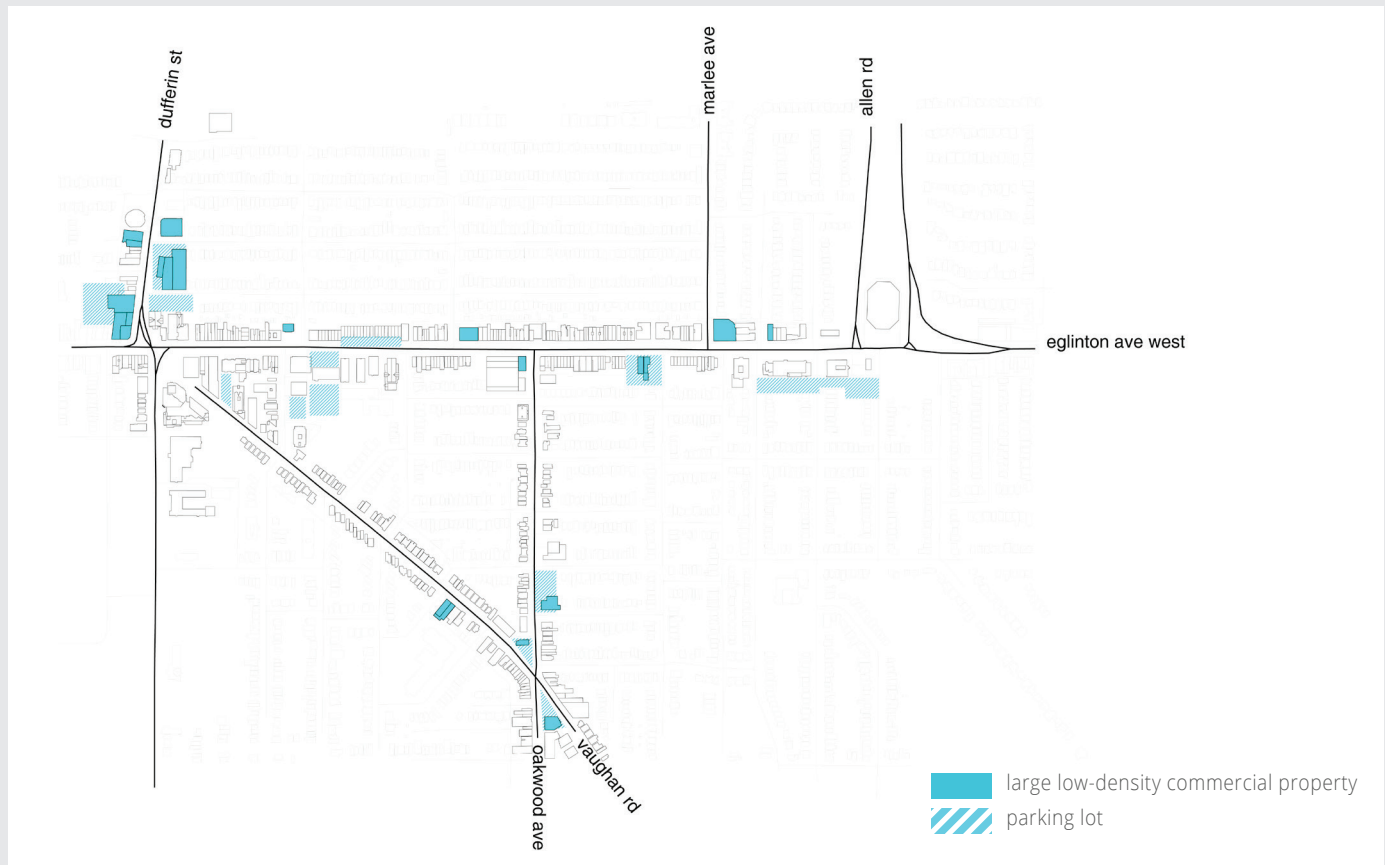 dufferin st
marlee ave
allen rd
eglinton ave west
oakwood ave
vaughan rd
large low-density commercial property
parking lot